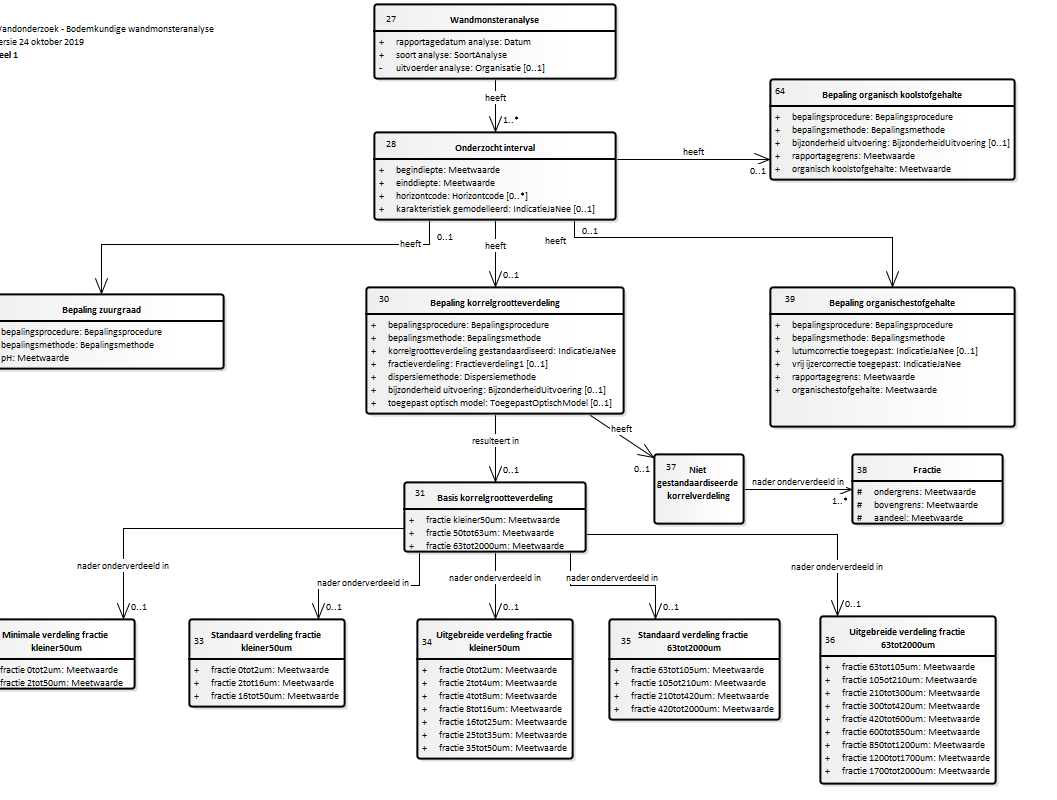 Wandonderzoek - Bodemkundige wandmonsteranalyse
ersie 24 oktober 2019
eel 1
27 Wandmonsteranalyse
+ rapportagedatum analyse: Datum
+ soort analyse: SoortAnalyse
- uitvoerder analyse: Organisatie [0..1]
heeft
1..*
28 Onderzocht interval
+ begindiepte: Meetwaarde
+ einddiepte: Meetwaarde
+ horizontcode: Horizontcode [0..*]
+ karakteristiek gemodelleerd: IndicatieJaNee [0..1]
heeft
0..1
64 Bepaling organisch koolstofgehalte
+ bepalingsprocedure: Bepalingsprocedure
+ bepalingsmethode: Bepalingsmethode
+ bijzonderheid uitvoering: BijzonderheidUitvoering [0..1]
+ rapportagegrens: Meetwaarde
+ organisch koolstofgehalte: Meetwaarde
heeft
0..1
heeft
0..1
heeft
0..1
Bepaling zuurgraad
bepalingsprocedure: Bepalingsprocedure
bepalingsmethode: Bepalingsmethode
pH: Meetwaarde
30 Bepaling korrelgrootteverdeling
+ bepalingsprocedure: Bepalingsprocedure
+ bepalingsmethode: Bepalingsmethode
+ korrelgrootteverdeling gestandaardiseerd: IndicatieJaNee
+ fractieverdeling: Fractieverdeling1 [0..1]
+ dispersiemethode: Dispersiemethode
+ bijzonderheid uitvoering: BijzonderheidUitvoering [0..1]
+ toegepast optisch model: ToegepastOptischModel [0..1]
39 Bepaling organischestofgehalte
+ bepalingsprocedure: Bepalingsprocedure
+ bepalingsmethode: Bepalingsmethode
+ lutumcorrectie toegepast: IndicatieJaNee [0..1]
+ vrij ijzercorrectie toegepast: IndicatieJaNee
+ rapportagegrens: Meetwaarde
+ organischestofgehalte: Meetwaarde
resulteert in
0..1
heeft
0..1
37 Niet
gestandaardiseerde
korrelverdeling
nader onderverdeeld in
1..*
38 Fractie
# ondergrens: Meetwaarde
# bovengrens: Meetwaarde
# aandeel: Meetwaarde
31 Basis korrelgrootteverdeling
+ fractie kleiner50um: Meetwaarde
+ fractie 50tot63um: Meetwaarde
+ fractie 63tot2000um: Meetwaarde
nader onderverdeeld in
0..1
nader onderverdeeld in
0..1
nader onderverdeeld in
0..1
nader onderverdeeld in
0..1
nader onderverdeeld in
0..1
Minimale verdeling fractie
kleiner50um
fractie 0tot2um: Meetwaarde
fractie 2tot50um: Meetwaarde
33 Standaard verdeling fractie
kleiner50um
+ fractie 0tot2um: Meetwaarde
+ fractie 2tot16um: Meetwaarde
+ fractie 16tot50um: Meetwaarde
34 Uitgebreide verdeling fractie
kleiner50um
+ fractie 0tot2um: Meetwaarde
+ fractie 2tot4um: Meetwaarde
+ fractie 4tot8um: Meetwaarde
+ fractie 8tot16um: Meetwaarde
+ fractie 16tot25um: Meetwaarde
+ fractie 25tot35um: Meetwaarde
+ fractie 35tot50um: Meetwaarde
35 Standaard verdeling fractie
63tot2000um
+ fractie 63tot105um: Meetwaarde
+ fractie 105ot210um: Meetwaarde
+ fractie 210tot420um: Meetwaarde
+ fractie 420tot2000um: Meetwaarde
36 Uitgebreide verdeling fractie
63tot2000um
+ fractie 63tot105um: Meetwaarde
+ fractie 105ot210um: Meetwaarde
+ fractie 210tot300um: Meetwaarde
+ fractie 300tot420um: Meetwaarde
+ fractie 420tot600um: Meetwaarde
+ fractie 600tot850um: Meetwaarde
+ fractie 850tot1200um: Meetwaarde
+ fractie 1200tot1700um: Meetwaarde
+ fractie 1700tot2000um: Meetwaarde